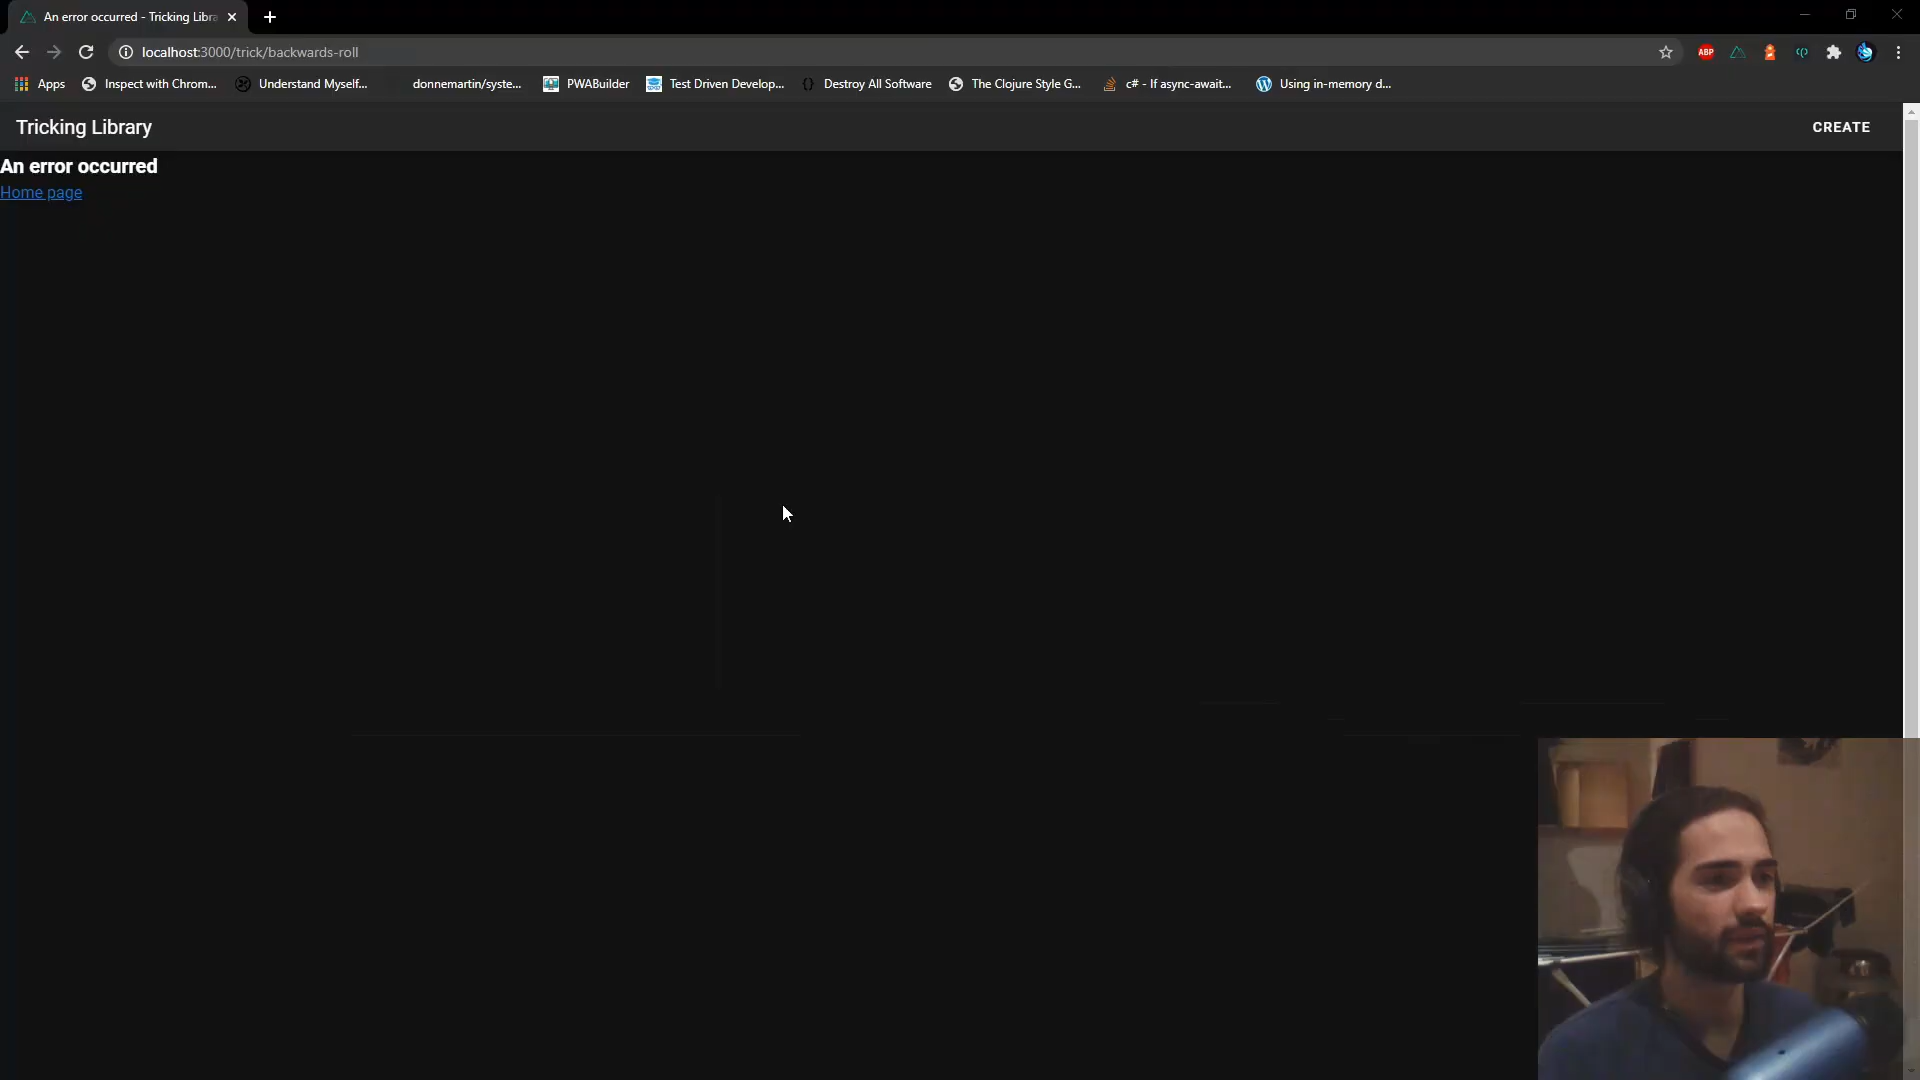 An error occurred - Tricking Libra
localhost:3000/trick/backwards-roll
ABP
Apps
Inspect with Chrom...
Understand Myself...
donnemartin/syste...
PWABuilder
Test Driven Develop...
Destroy All Software
The Clojure Style G...
c# - If async-await...
Using in-memory d...
Tricking Library
CREATE
An error occurred
Home page